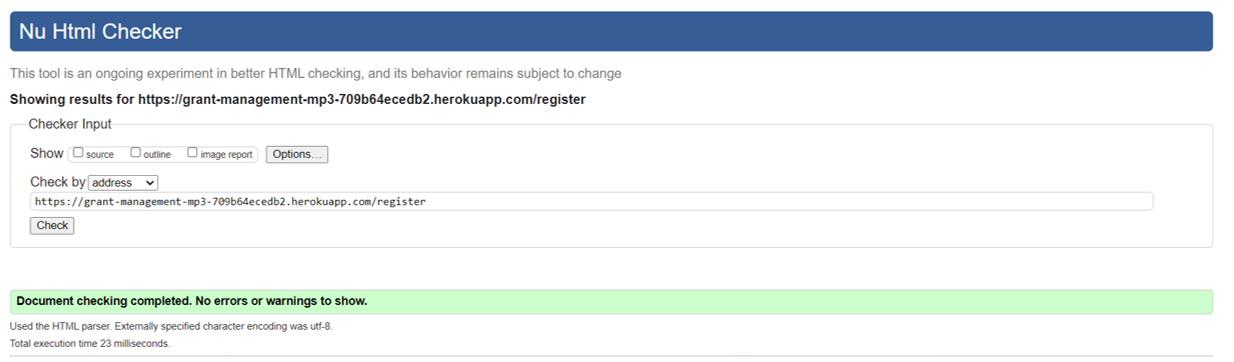 Nu Html Checker
This tool is an ongoing experiment in better HTML checking, and its behavior remains subject to change
Showing results for https://grant-management-mp3-709b64ecedb2.herokuapp.com/register
Checker Input
Show source outline image report Options...
Check by address
https://grant-management-mp3-709b64ecedb2.herokuapp.com/register
Check
Document checking completed. No errors or warnings to show.
Used the HTML parser. Externally specified character encoding was utf-8.
Total execution time 23 milliseconds.